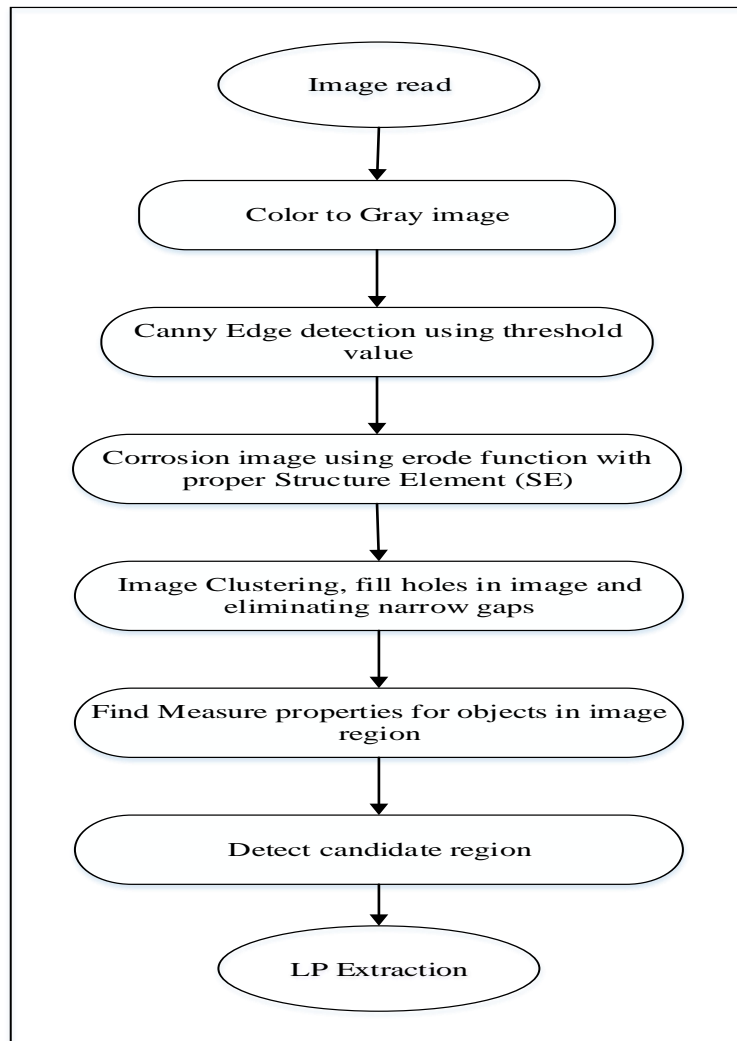 Image read
Color to Gray image
Canny Edge detection using threshold
value
Corrosion image using erode function with
proper Structure Element (SE)
Image Clustering, fill holes in image and
eliminating narrow gaps
Find Measure properties for objects in image
region
Detect candidate region
LP Extraction